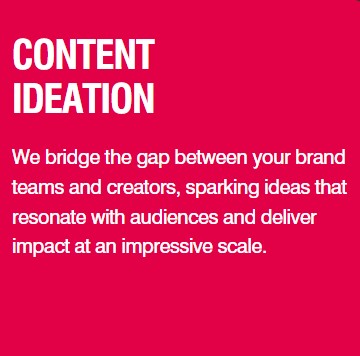 CONTENT
IDEATION
We bridge the gap between your brand
teams and creators, sparking ideas that
resonate with audiences and deliver
impact at an impressive scale.